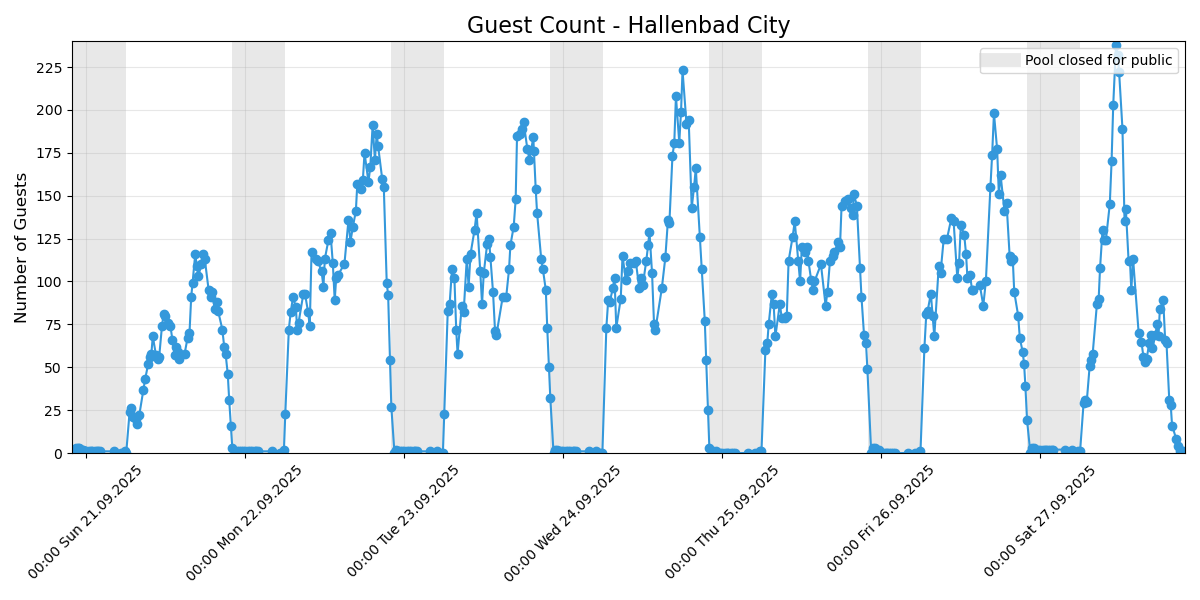 Guest Count - Hallenbad City
Pool closed for public
Number of Guests
225
200
175
150
125
100
75
50
25
0
00:00 Sun 21.09.2025
00:00 Mon 22.09.2025
00:00 Tue 23.09.2025
00:00 Wed 24.09.2025
00:00 Thu 25.09.2025
00:00 Fri 26.09.2025
00:00 Sat 27.09.2025